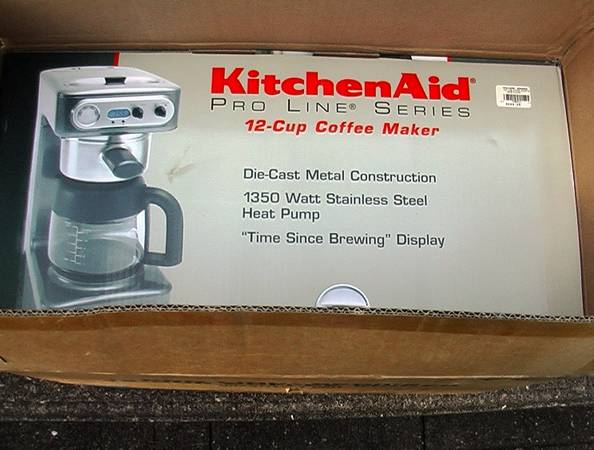 KitchenAid®
PRO LINE® SERIES
12-Cup Coffee Maker
Die-Cast Metal Construction
1350 Watt Stainless Steel
Heat Pump
"Time Since Brewing" Display